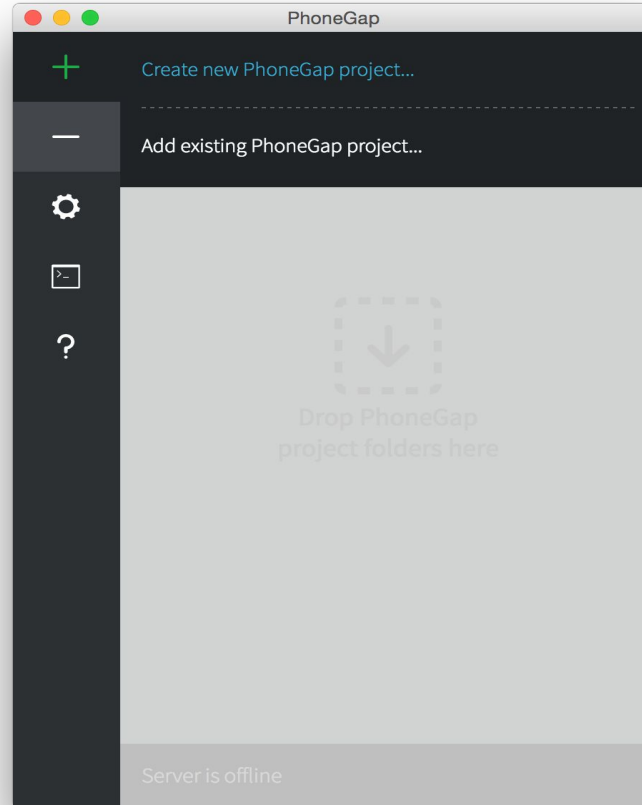 PhoneGap
Create new PhoneGap project...
Add existing PhoneGap project...
Drop PhoneGap
project folders here
Server is offline